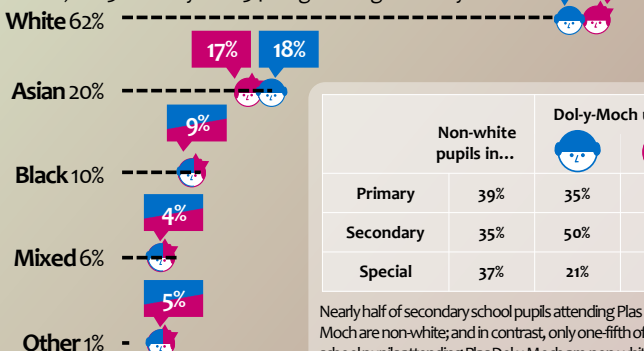 White 62%
17% 18%
Asian 20%
9%
Black 10%
4%
Mixed 6%
5%
Other 1%
Dol-y-Moch
Non-white
pupils in...
Primary 39% 35%
Secondary 35% 50%
Special 37% 21%
Nearly half of secondary school pupils attending Plas
Moch are non-white; and in contrast, only one-fifth of